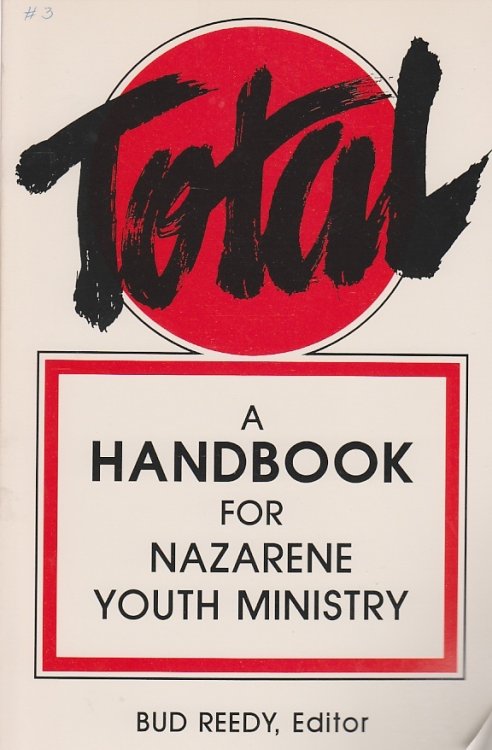 #3
Total
A
HANDBOOK
FOR
NAZARENE
YOUTH MINISTRY
BUD REEDY, Editor